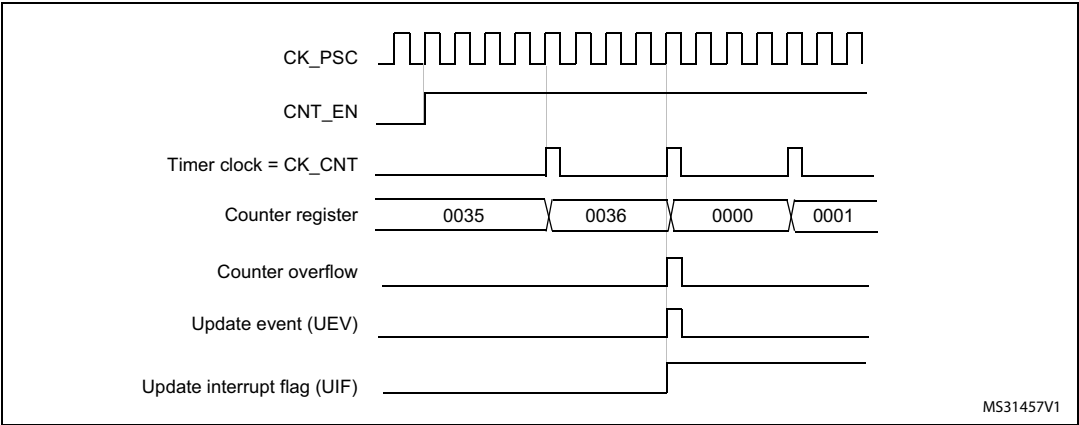 CK_PSC
CNT_EN
Timer clock = CK_CNT
Counter register 0035 0036 0000 0001
Counter overflow
Update event (UEV)
Update interrupt flag (UIF)
MS31457V1